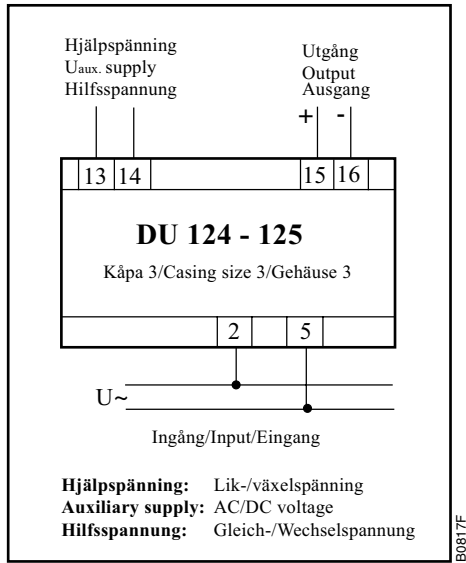 Hjälpspänning
Uaux. supply
Hilfsspannung
Utgång
Output
Ausgang
+ -
13 14 15 16
DU 124 - 125
Kåpa 3/Casing size 3/Gehäuse 3
2 5
U~
Ingång/Input/Eingang
Hjälpspänning: Lik-/växelspänning
Auxiliary supply: AC/DC voltage
Hilfsspannung: Gleich-/Wechselspannung
B0817F